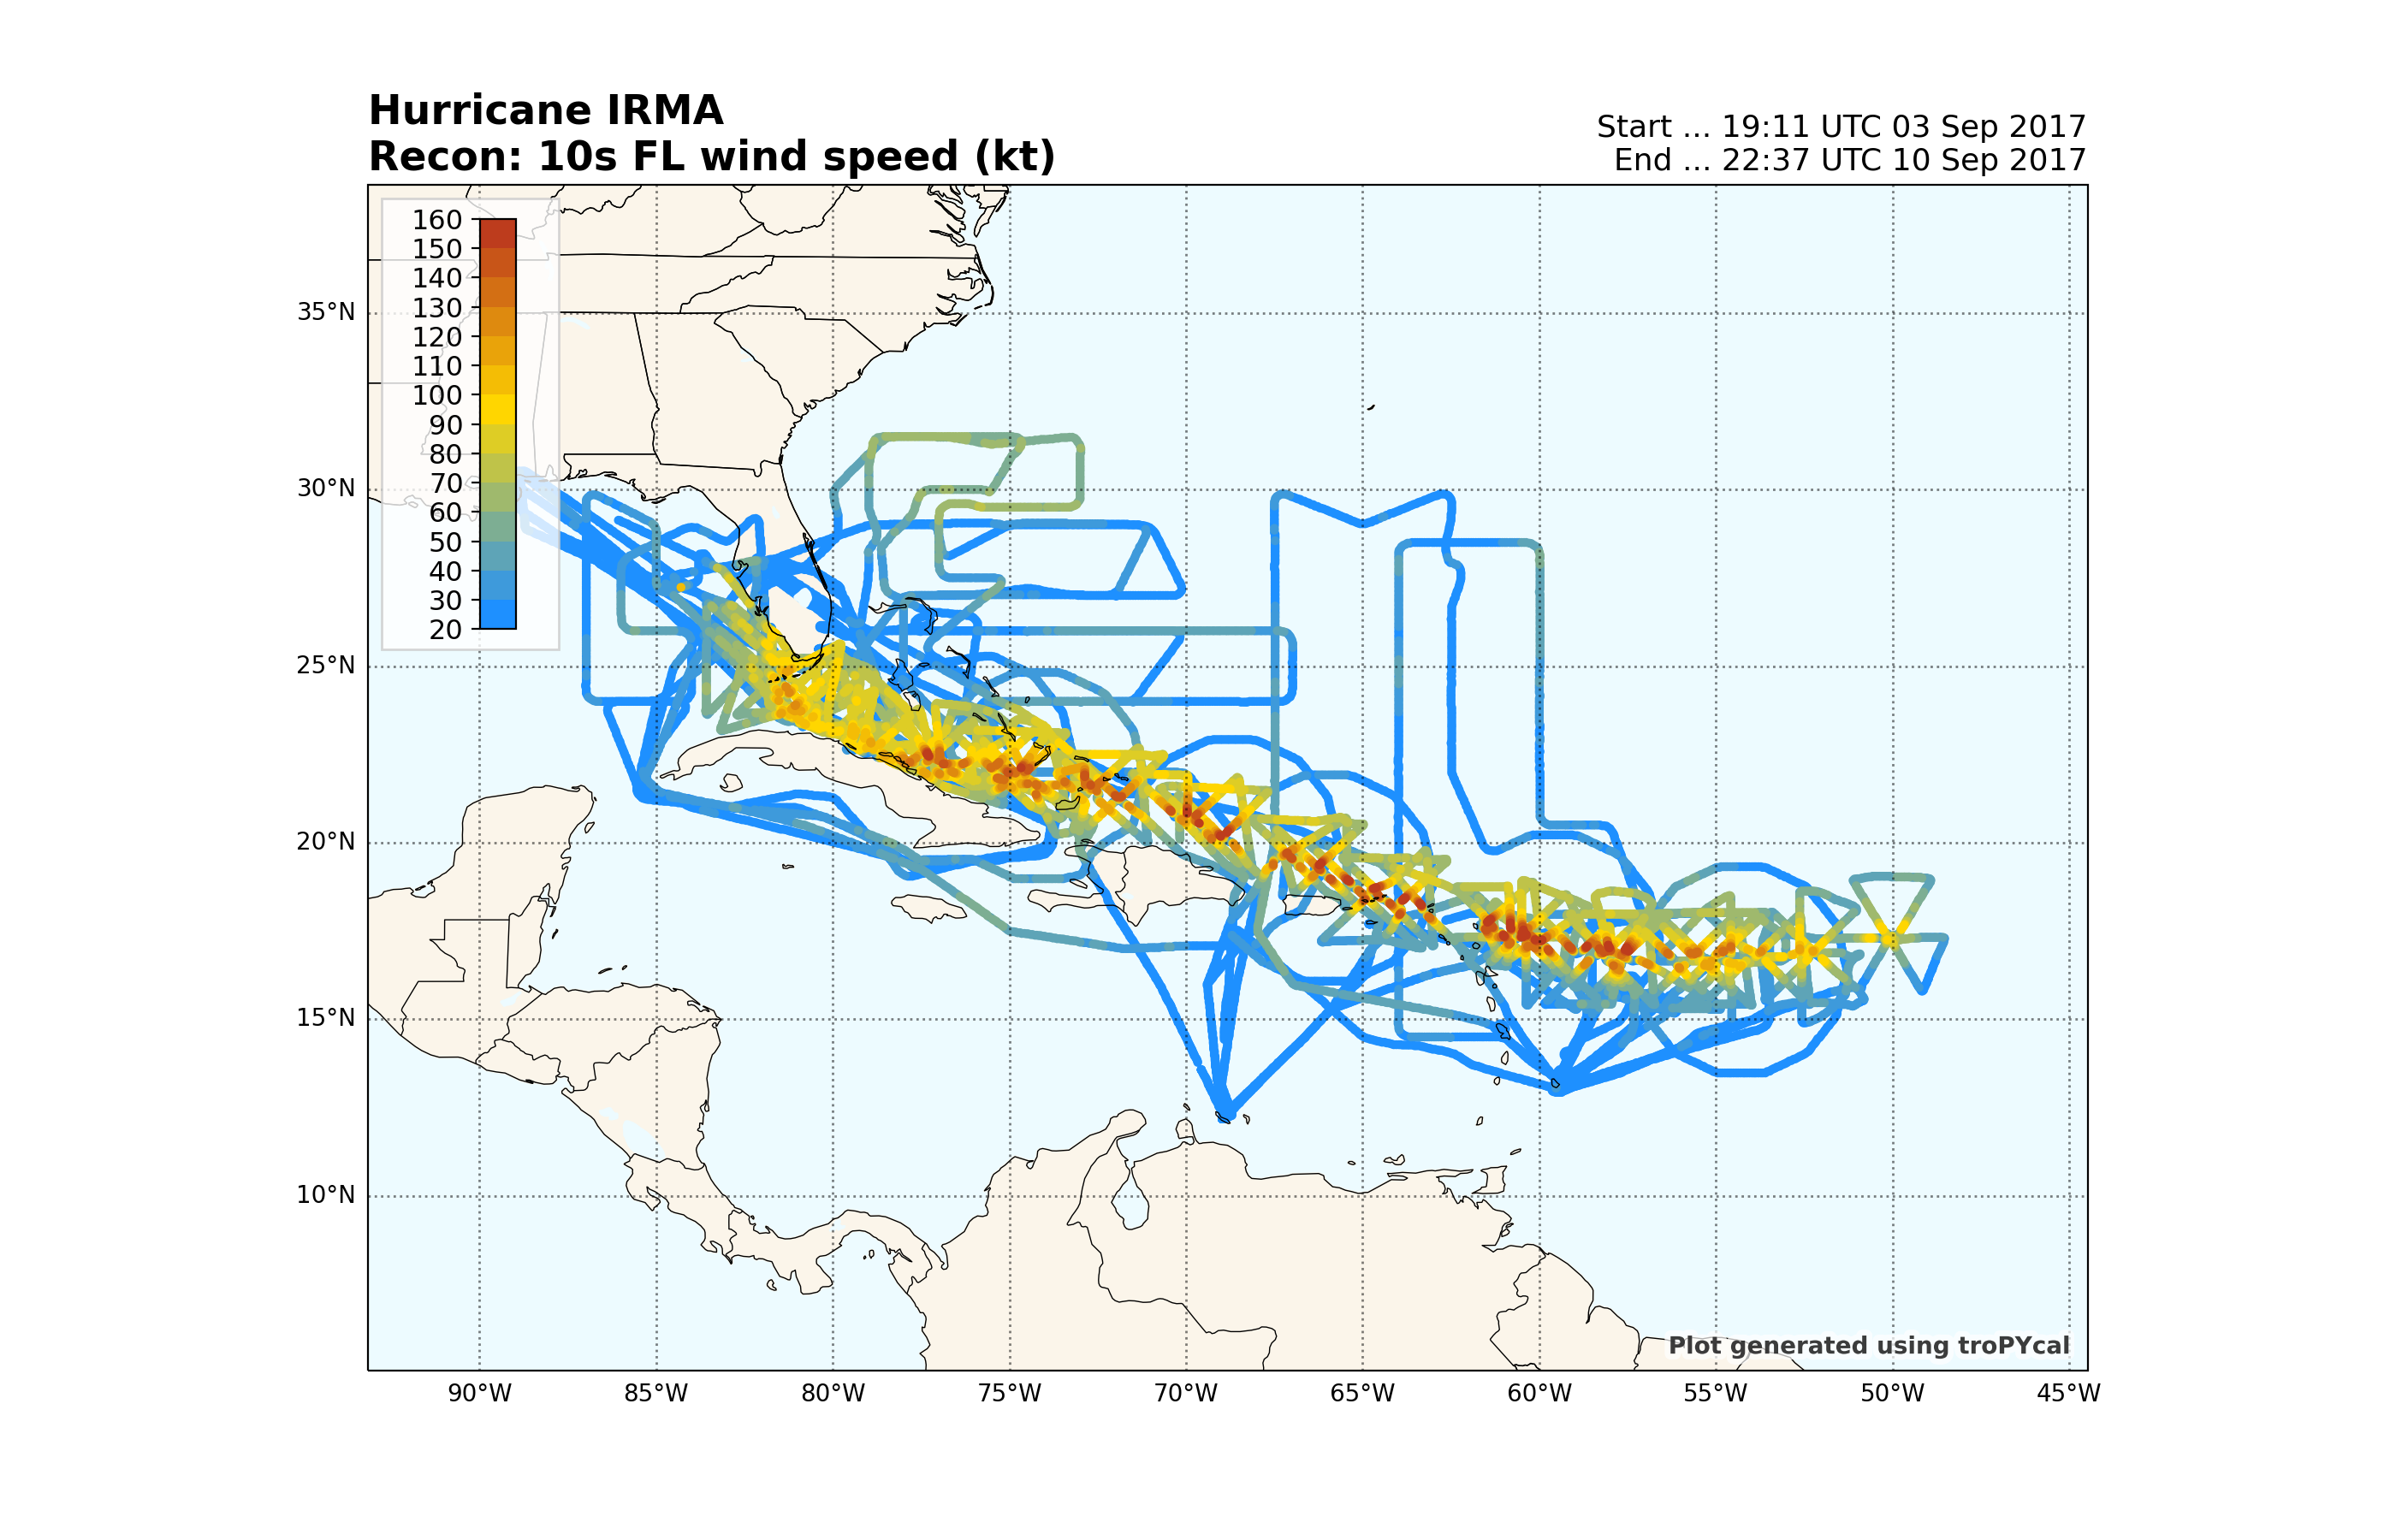 Hurricane IRMA
Recon: 10s FL wind speed (kt)
Start ... 19:11 UTC 03 Sep 2017
End ... 22:37 UTC 10 Sep 2017
160
150
140
130
120
110
100
90
80
70
60
50
40
30
20
35°N
30°N
25°N
20°N
15°N
10°N
Plot generated using troPYcal
90°W 85°W 80°W 75°W 70°W 65°W 60°W 55°W 50°W 45°W